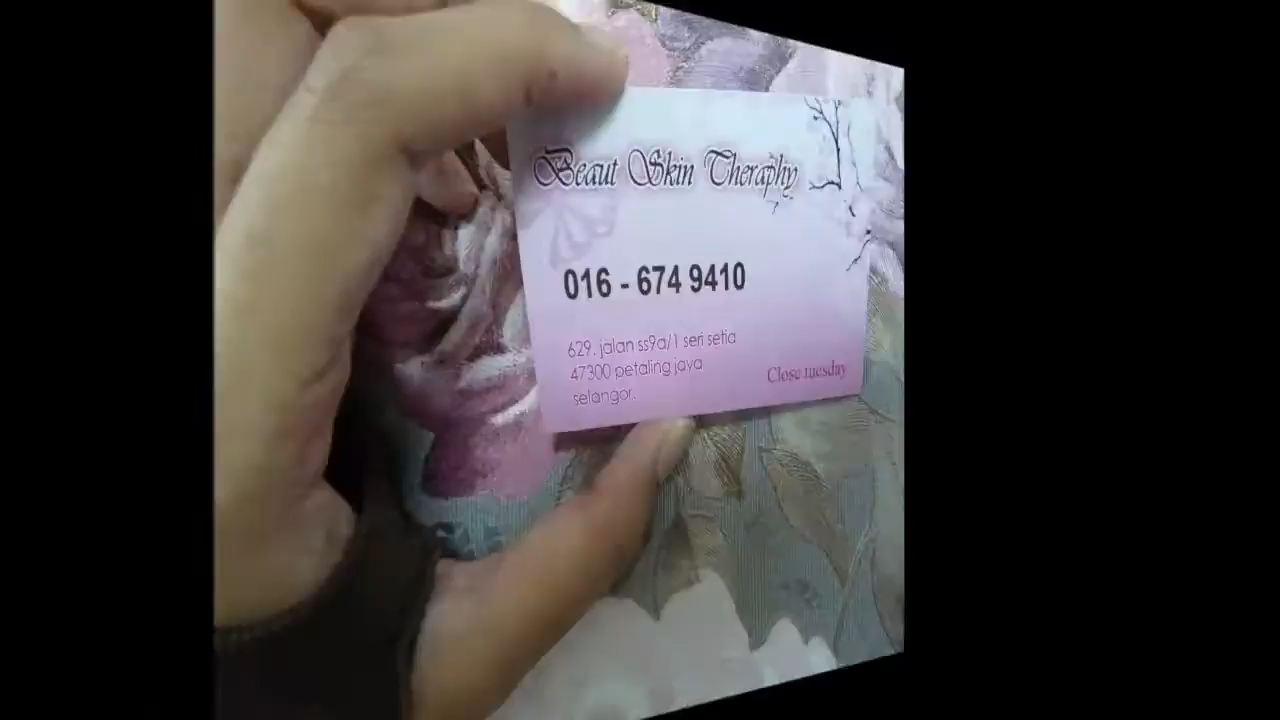 Beaut Skin Theraphy
016 - 674 9410
629, jalan ss9a/1 seri setia
47300 petaling jaya
selangor.
Close tuesday